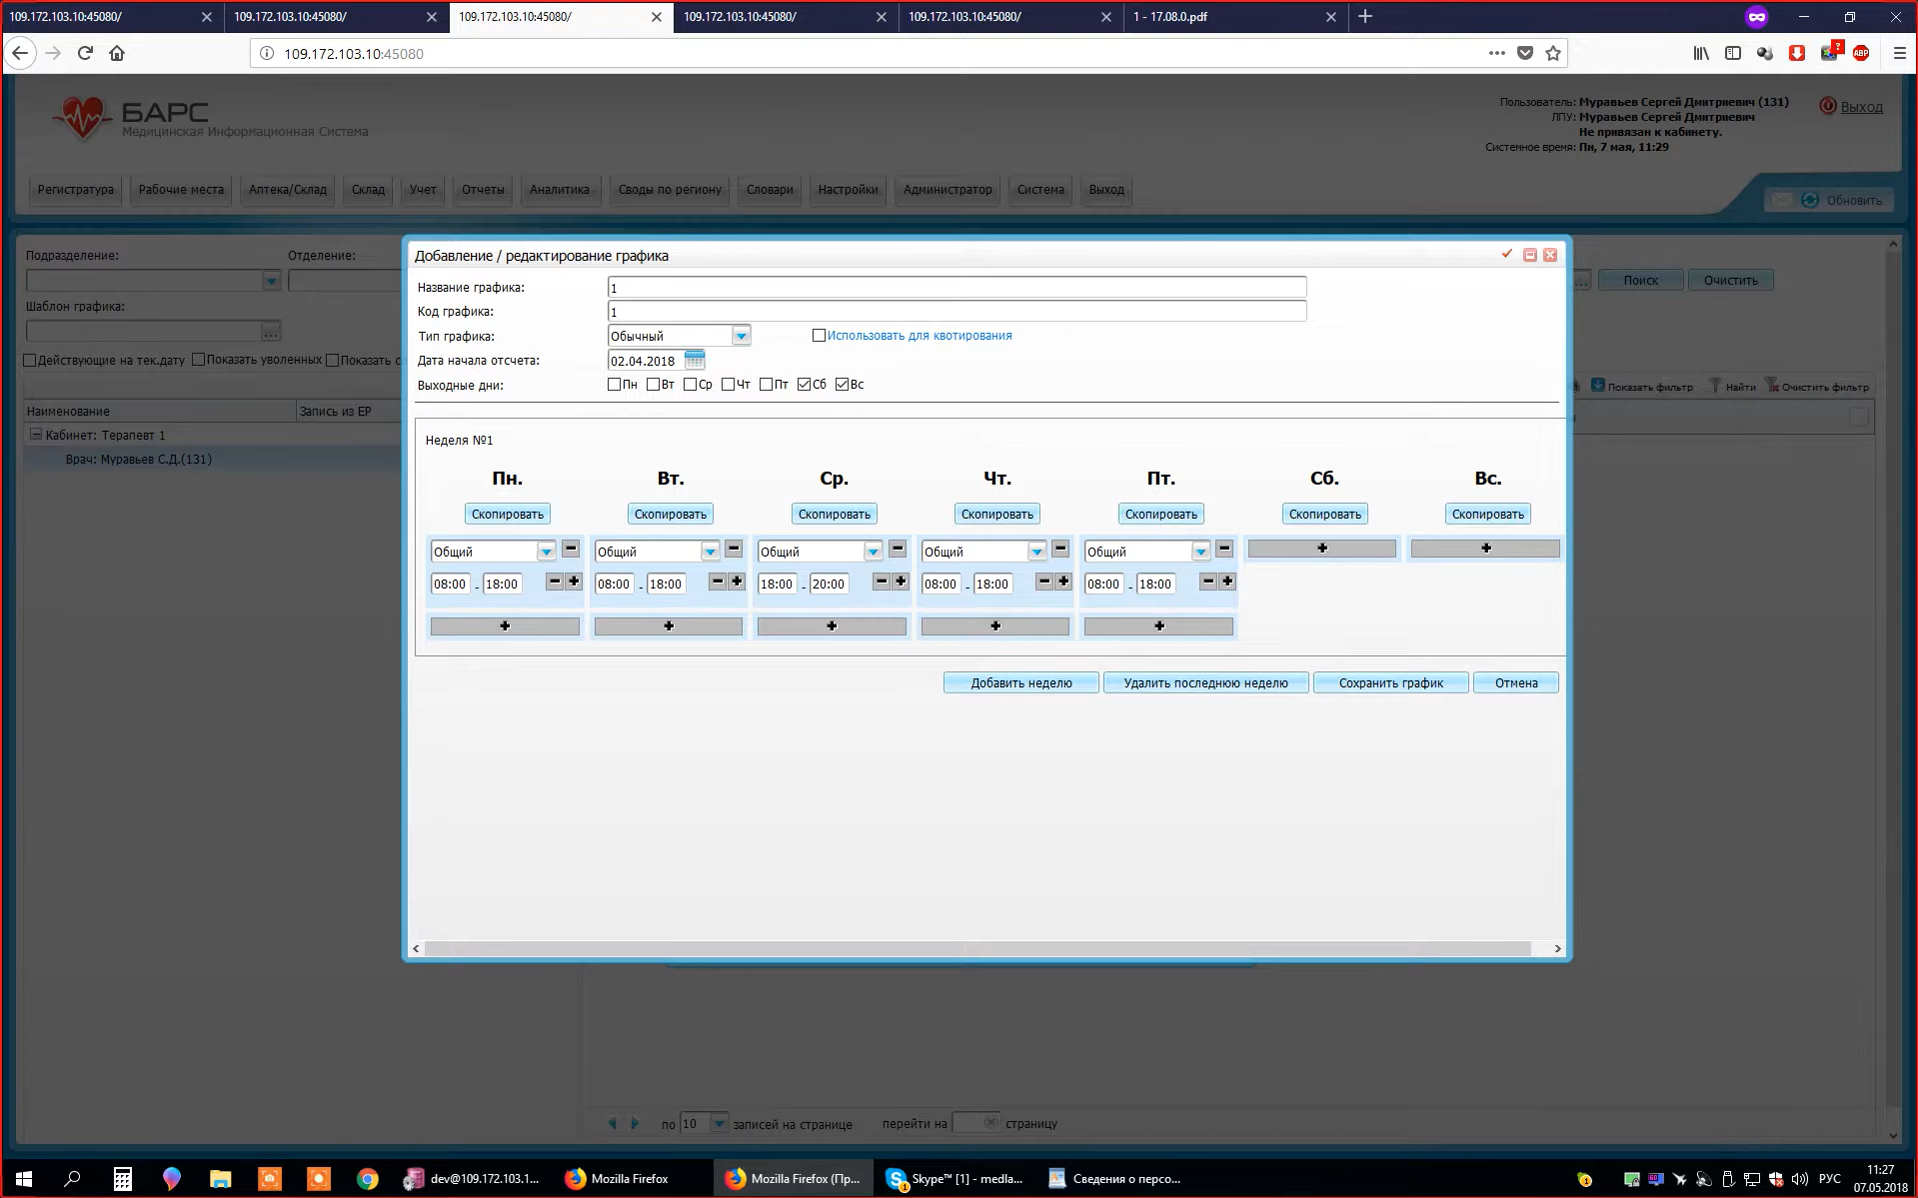 109.172.103.10:45080/
109.172.103.10:45080/
109.172.103.10:45080/
109.172.103.10:45080/
109.172.103.10:45080/
1 - 17.08.0.pdf
109.172.103.10:45080
ABP
БАРС
Медицинская Информационная Система
Пользователь: Муравьев Сергей Дмитриевич (131)
ЛПУ: Муравьев Сергей Дмитриевич
Не привязан к кабинету.
Системное время: Пн, 7 мая, 11:29
Выход
Регистратура Рабочие места Аптека/Склад Склад Учет Отчеты Аналитика Своды по региону Словари Настройки Администратор Система Выход
Обновить
Подразделение: Отделение:
Шаблон графика:
Поиск Очистить
Действующие на тек.дату Показать уволенных Показать с
Показать фильтр Найти Очистить фильтр
Наименование Запись из ЕР
Кабинет: Терапевт 1
Врач: Муравьев С.Д.(131)
Добавление / редактирование графика
Название графика: 1
Код графика: 1
Тип графика: Обычный Использовать для квотирования
Дата начала отсчета: 02.04.2018
Выходные дни: Пн Вт Ср Чт Пт Сб Вс
Неделя №1
Пн. Вт. Ср. Чт. Пт. Сб. Вс.
Скопировать Скопировать Скопировать Скопировать Скопировать Скопировать Скопировать
Общий Общий Общий Общий Общий + +
08:00 - 18:00 08:00 - 18:00 18:00 - 20:00 08:00 - 18:00 08:00 - 18:00
+ + + + +
Добавить неделю Удалить последнюю неделю Сохранить график Отмена
по 10 записей на странице перейти на страницу
dev@109.172.103.1... Mozilla Firefox Mozilla Firefox (Пр... Skype™ [1] - medla... Сведения о персо...
РУС
11:27
07.05.2018